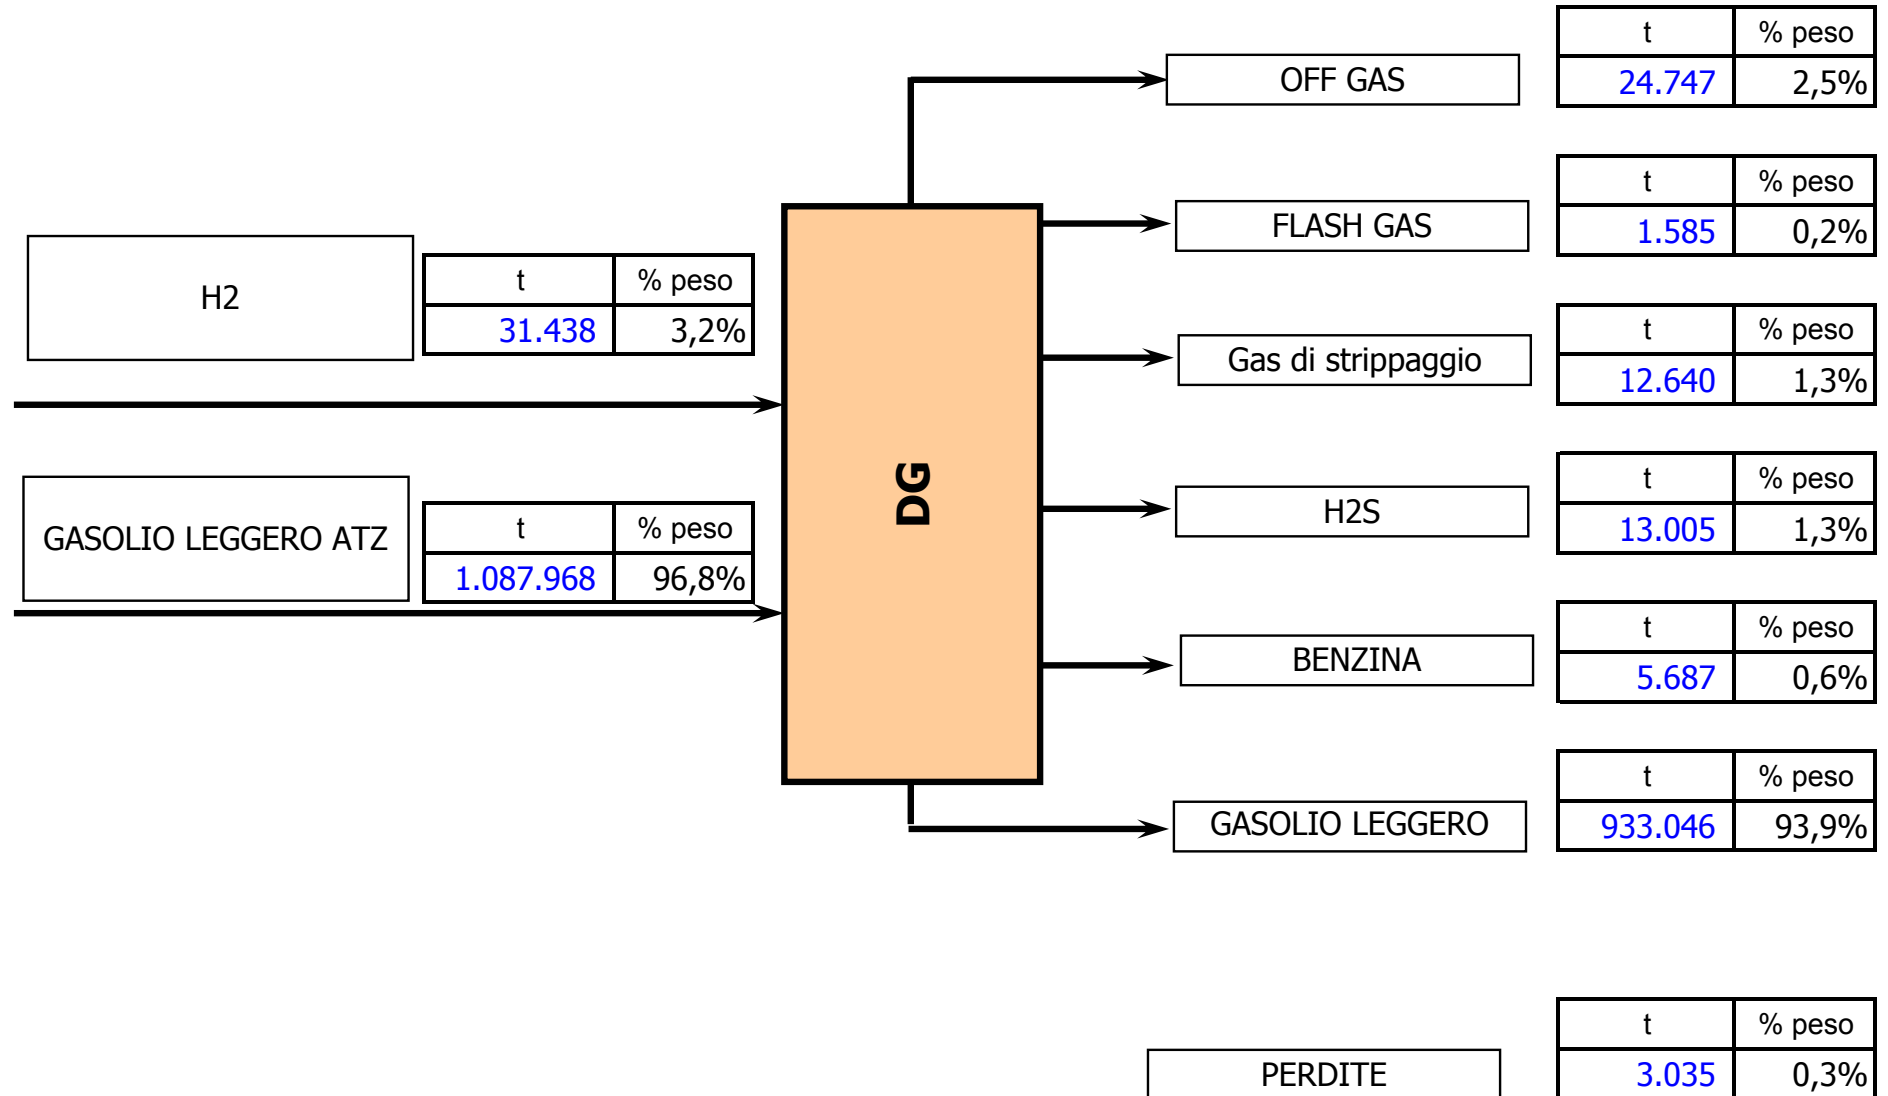 t % peso
OFF GAS 24.747 2,5%
t % peso
FLASH GAS 1.585 0,2%
H2 t % peso
31.438 3,2%
t % peso
Gas di strippaggio 12.640 1,3%
DG
t % peso
H2S 13.005 1,3%
GASOLIO LEGGERO ATZ t % peso
1.087.968 96,8%
t % peso
BENZINA 5.687 0,6%
t % peso
GASOLIO LEGGERO 933.046 93,9%
t % peso
PERDITE 3.035 0,3%